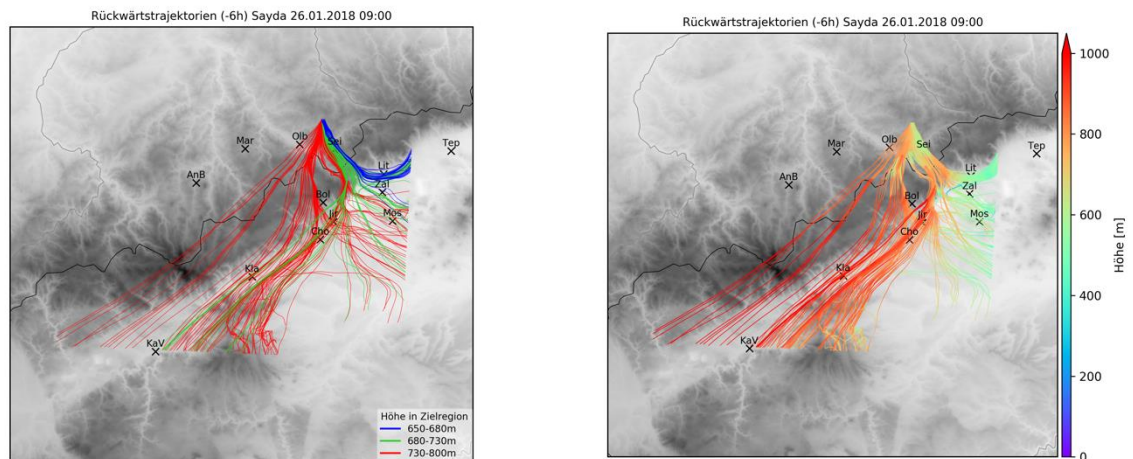 Rückwärtstrajektorien (-6h) Sayda 26.01.2018 09:00
Olb
Mar
Sei
Tep
Lit
AnB
Zal
Bol
Mos
Jir
Cho
Kla
KaV
Höhe in Zielregion
650-680m
680-730m
730-800m
Rückwärtstrajektorien (-6h) Sayda 26.01.2018 09:00
Olb
Mar
Sei
Tep
Lit
AnB
Zal
Bol
Mos
Jir
Cho
Kla
KaV
1000
800
600
400
200
0
Höhe [m]